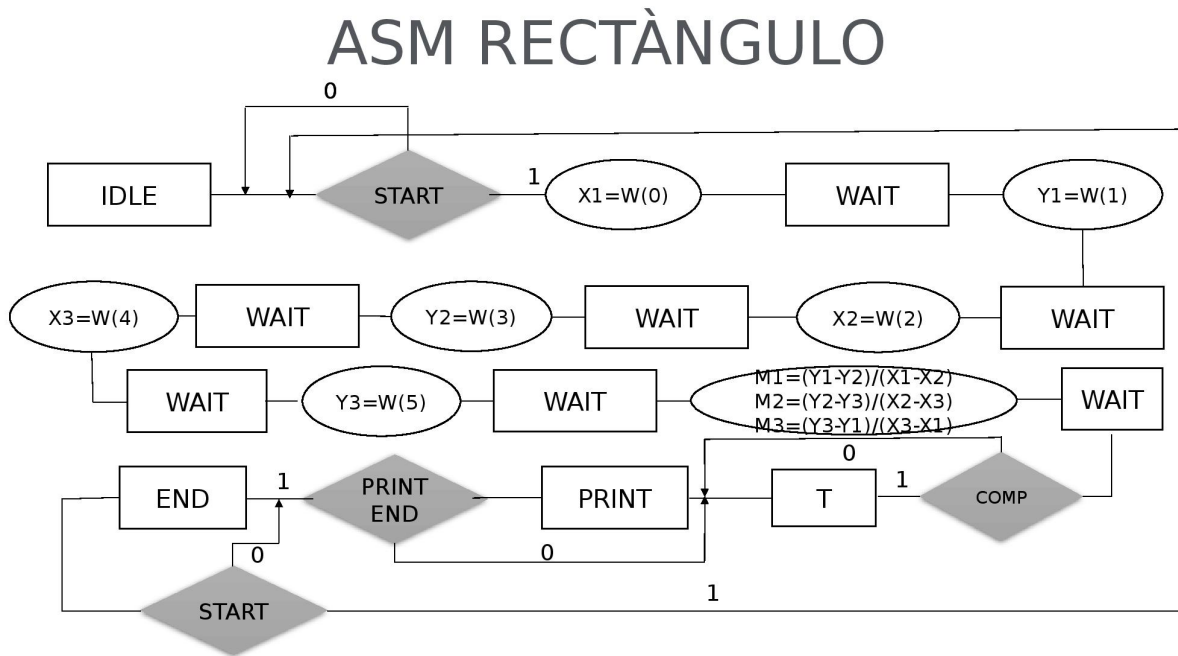 ASM RECTÀNGULO
0
IDLE
START
1
X1=W(0)
WAIT
Y1=W(1)
X3=W(4)
WAIT
Y2=W(3)
WAIT
X2=W(2)
WAIT
WAIT
Y3=W(5)
WAIT
M1=(Y1-Y2)/(X1-X2)
M2=(Y2-Y3)/(X2-X3)
M3=(Y3-Y1)/(X3-X1)
WAIT
END
1
PRINT
END
PRINT
T
1
0
COMP
0
0
START
1